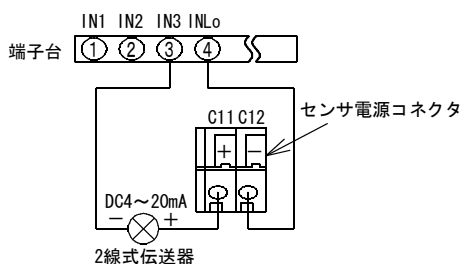 IN1 IN2 IN3 INLo
端子台 1 2 3 4
C11 C12
センサ電源コネクタ
+ −
DC4～20mA
− +
2線式伝送器